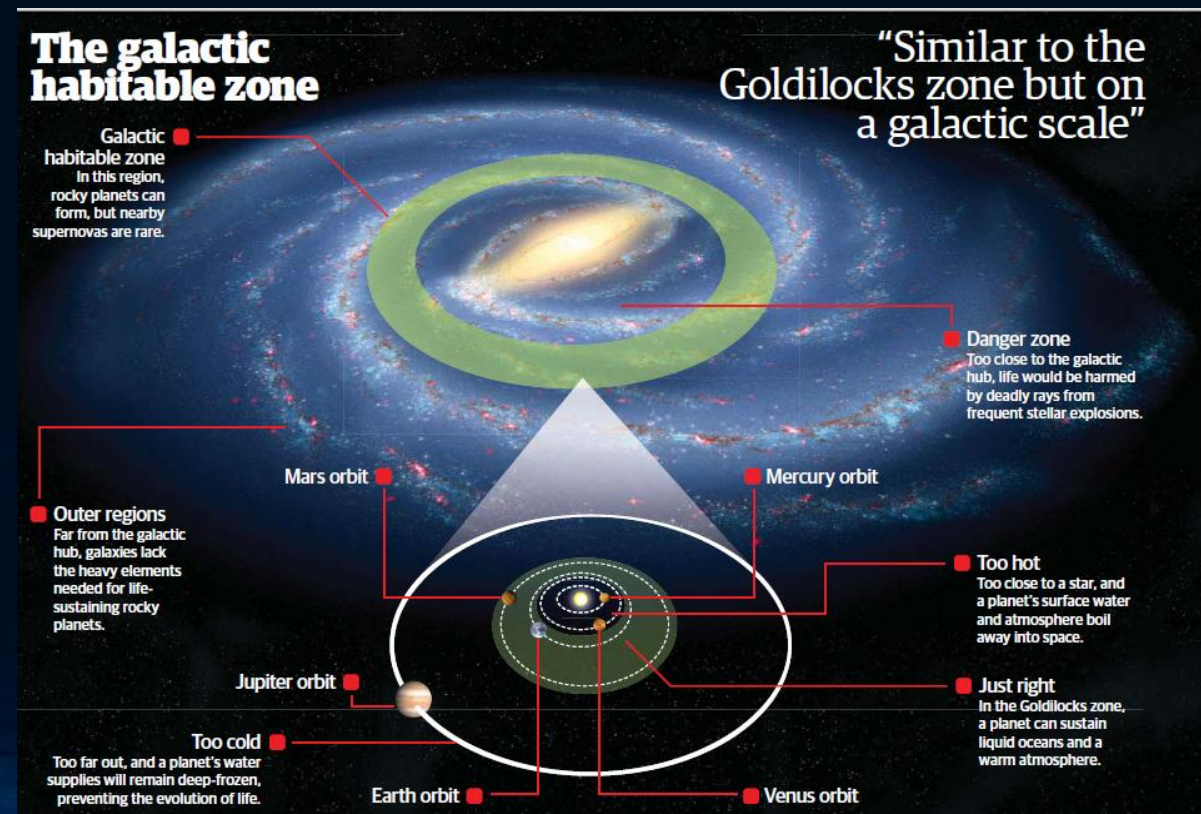 The galactic
habitable zone
“Similar to the
Goldilocks zone but on
a galactic scale”
Galactic
habitable zone
In this region,
rocky planets can
form, but nearby
supernovas are rare.
Danger zone
Too close to the galactic
hub, life would be harmed
by deadly rays from
frequent stellar explosions.
Mars orbit
Mercury orbit
Outer regions
Far from the galactic
hub, galaxies lack
the heavy elements
needed for life-
sustaining rocky
planets.
Too hot
Too close to a star, and
a planet's surface water
and atmosphere boil
away into space.
Jupiter orbit
Just right
In the Goldilocks zone,
a planet can sustain
liquid oceans and a
warm atmosphere.
Too cold
Too far out, and a planet's water
supplies will remain deep-frozen,
preventing the evolution of life.
Earth orbit
Venus orbit